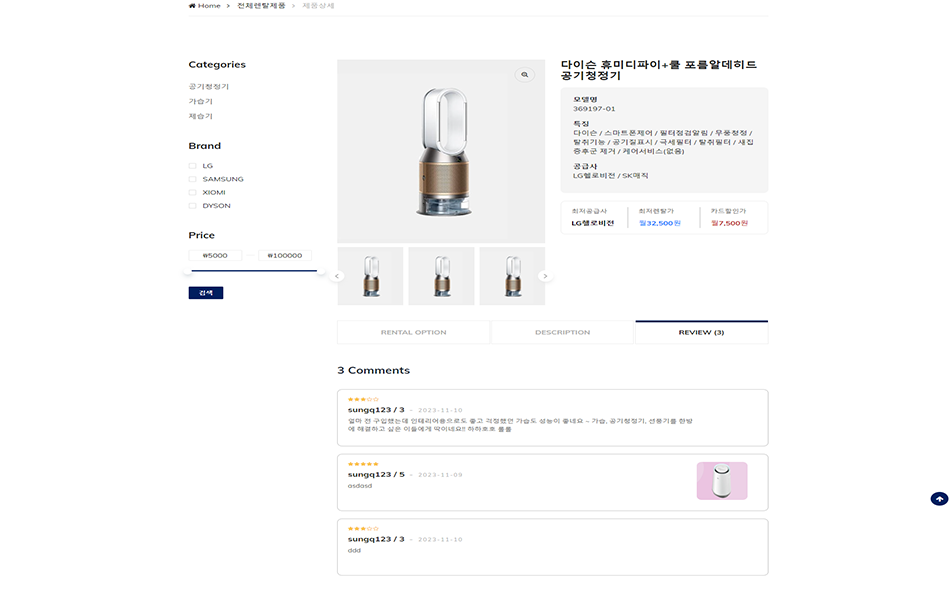 Home > 전체렌탈제품 > 제품상세
Categories
공기청정기
가습기
제습기
Brand
LG
SAMSUNG
XIOMI
DYSON
Price
₩5000
₩100000
검색
다이슨 휴미디파이+쿨 포름알데히드
공기청정기
모델명
369197-01
특징
다이슨 / 스마트폰제어 / 필터점검알림 / 무풍청정 /
탈취기능 / 공기질표시 / 극세필터 / 탈취필터 / 새집
증후군 제거 / 케어서비스(없음)
공급사
LG헬로비전 / SK매직
최저공급사 최저렌탈가 카드할인가
LG헬로비전 월32,500원 월7,500원
RENTAL OPTION DESCRIPTION REVIEW (3)
3 Comments
sungq123 / 3 - 2023-11-10
얼마 전 구입했는데 인테리어용으로도 좋고 걱정했던 가습도 성능이 좋네요 ~ 가습, 공기청정기, 선풍기를 한방
에 해결하고 싶은 이들에게 딱이네요!! 하하호호 룰룰
sungq123 / 5 - 2023-11-09
asdasd
sungq123 / 3 - 2023-11-10
ddd